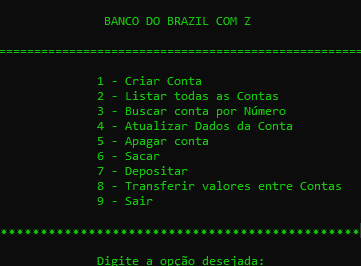 BANCO DO BRAZIL COM Z
1 - Criar Conta
2 - Listar todas as Contas
3 - Buscar conta por Número
4 - Atualizar Dados da Conta
5 - Apagar conta
6 - Sacar
7 - Depositar
8 - Transferir valores entre Contas
9 - Sair
Digite a opção desejada: